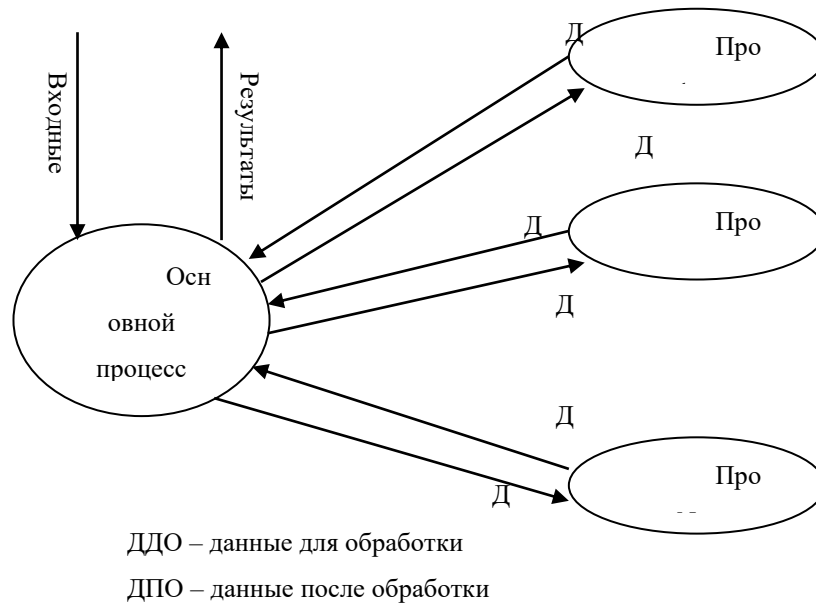 Входные
Результаты
Д
Про
Д
Д
Про
Д
Осн
овной
процесс
Д
Про
Д
ДДО – данные для обработки
ДПО – данные после обработки